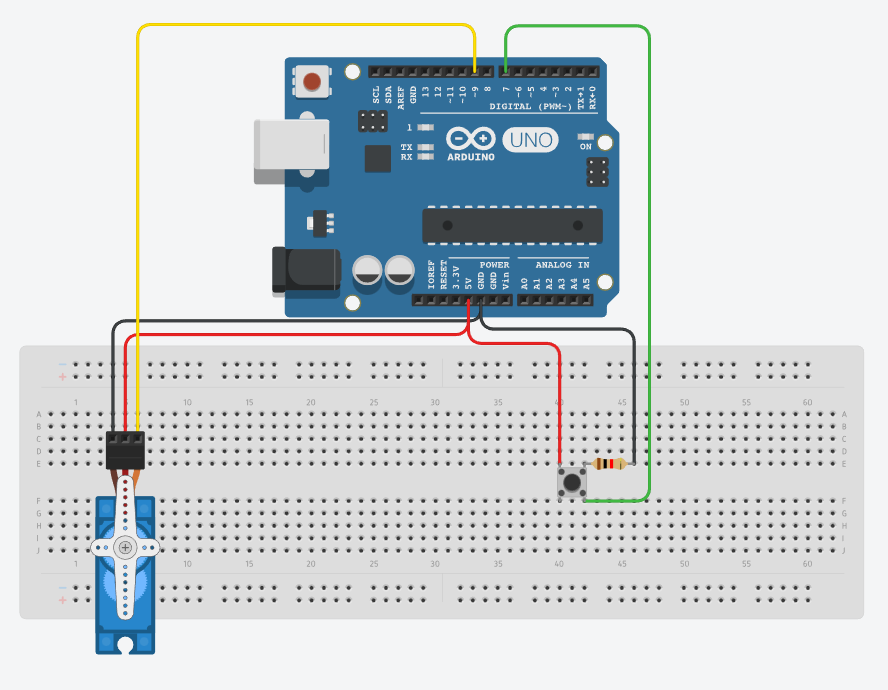 SCL
SDA
AREF
GND
13
12
~11
~10
~9
8
7
~6
~5
4
~3
2
TX→1
RX←0
DIGITAL (PWM~)
1
TX
RX
ARDUINO
UNO
ON
POWER
ANALOG IN
IOREF
RESET
3.3V
5V
GND
GND
Vin
A0
A1
A2
A3
A4
A5
1 10 15 20 25 30 35 40 45 50 55 60
A A
B B
C C
D D
E E
F F
G G
H H
I I
J J
1 10 15 20 25 30 35 40 45 50 55 60